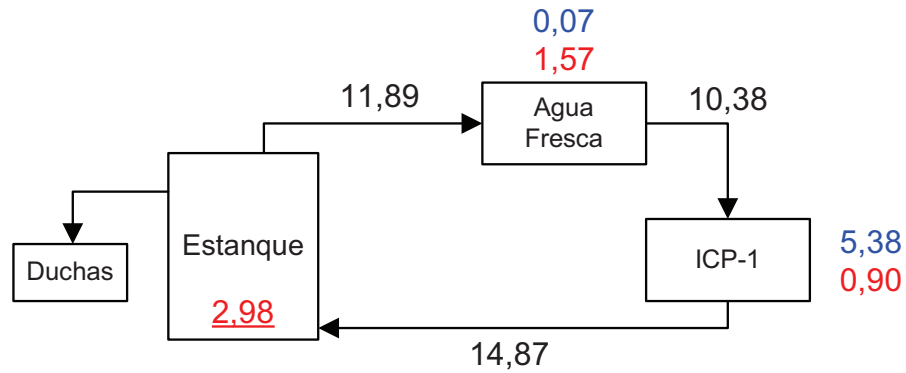 0,07
1,57
11,89
Agua
Fresca
10,38
Estanque
Duchas
2,98
ICP-1
5,38
0,90
14,87